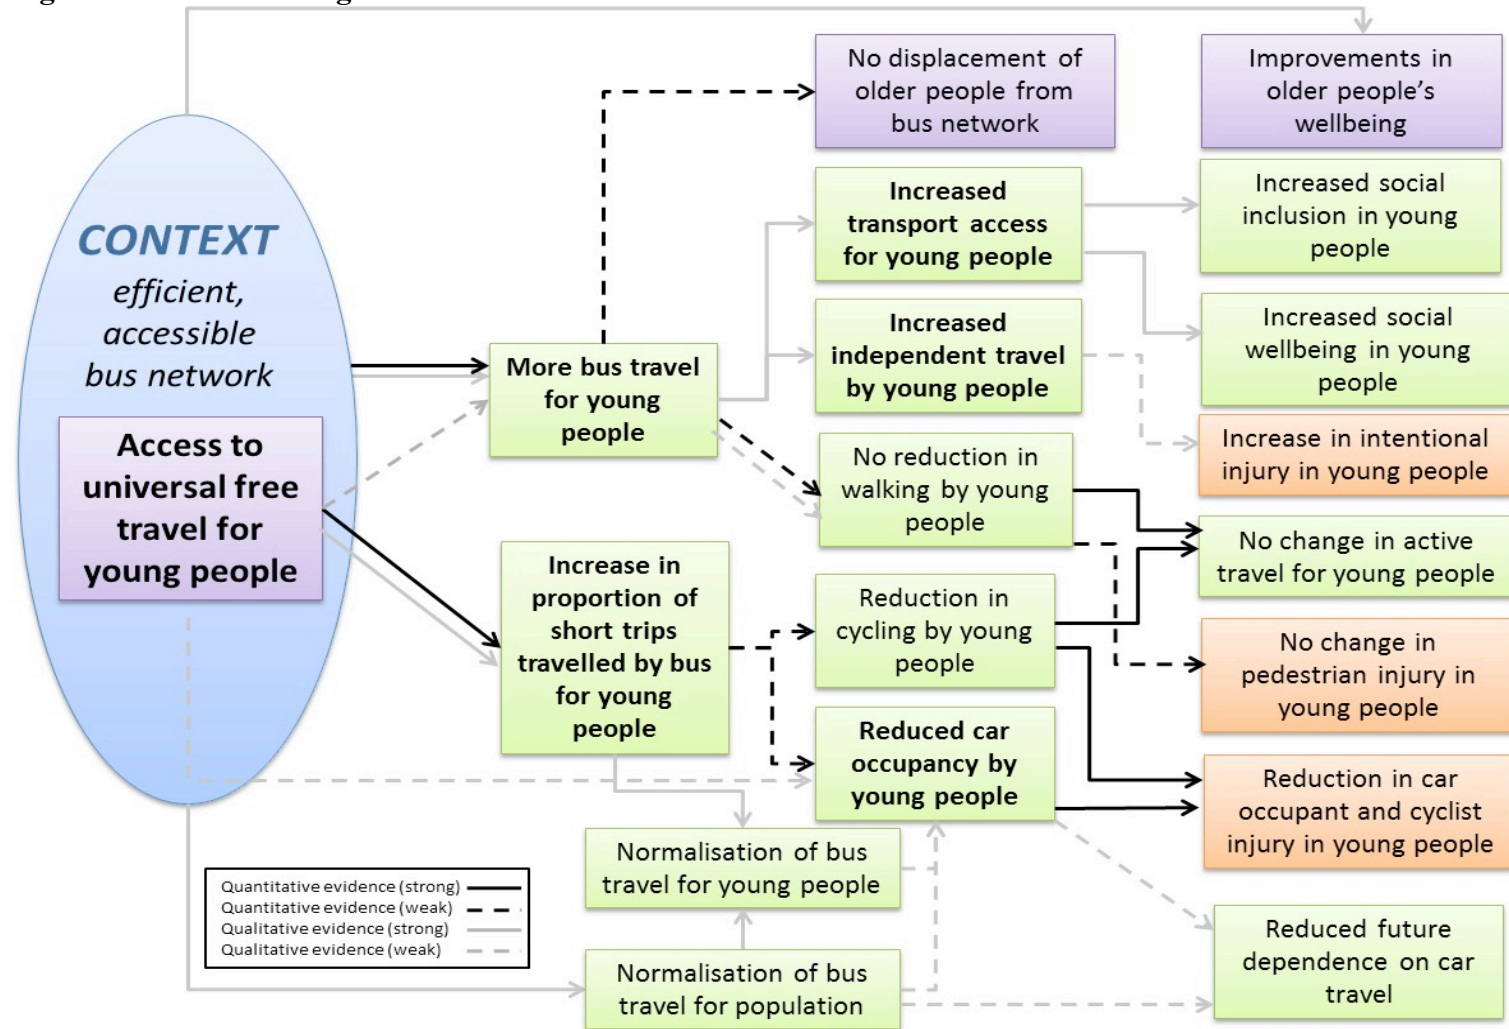 CONTEXT
efficient,
accessible
bus network
Access to
universal free
travel for
young people
More bus travel
for young
people
Increase in
proportion of
short trips
travelled by bus
for young
people
Normalisation of bus
travel for young people
Normalisation of bus
travel for population
No displacement of
older people from
bus network
Increased
transport access
for young people
Increased
independent travel
by young people
No reduction in
walking by young
people
Reduction in
cycling by young
people
Reduced car
occupancy by
young people
Improvements in
older people’s
wellbeing
Increased social
inclusion in young
people
Increased social
wellbeing in young
people
Increase in intentional
injury in young people
No change in active
travel for young people
No change in
pedestrian injury in
young people
Reduction in car
occupant and cyclist
injury in young people
Reduced future
dependence on car
travel
Quantitative evidence (strong)
Quantitative evidence (weak)
Qualitative evidence (strong)
Qualitative evidence (weak)